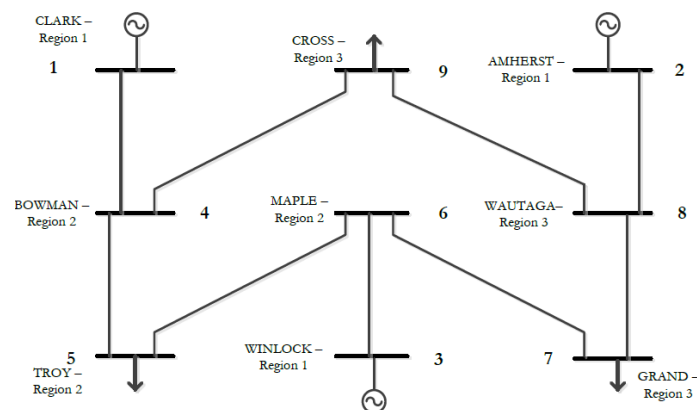 CLARK –
Region 1
1
CROSS –
Region 3
9
AMHERST –
Region 1
2
BOWMAN –
Region 2
4
MAPLE –
Region 2
6
WAUTAGA–
Region 3
8
5
TROY –
Region 2
WINLOCK –
Region 1
3
7
GRAND –
Region 3